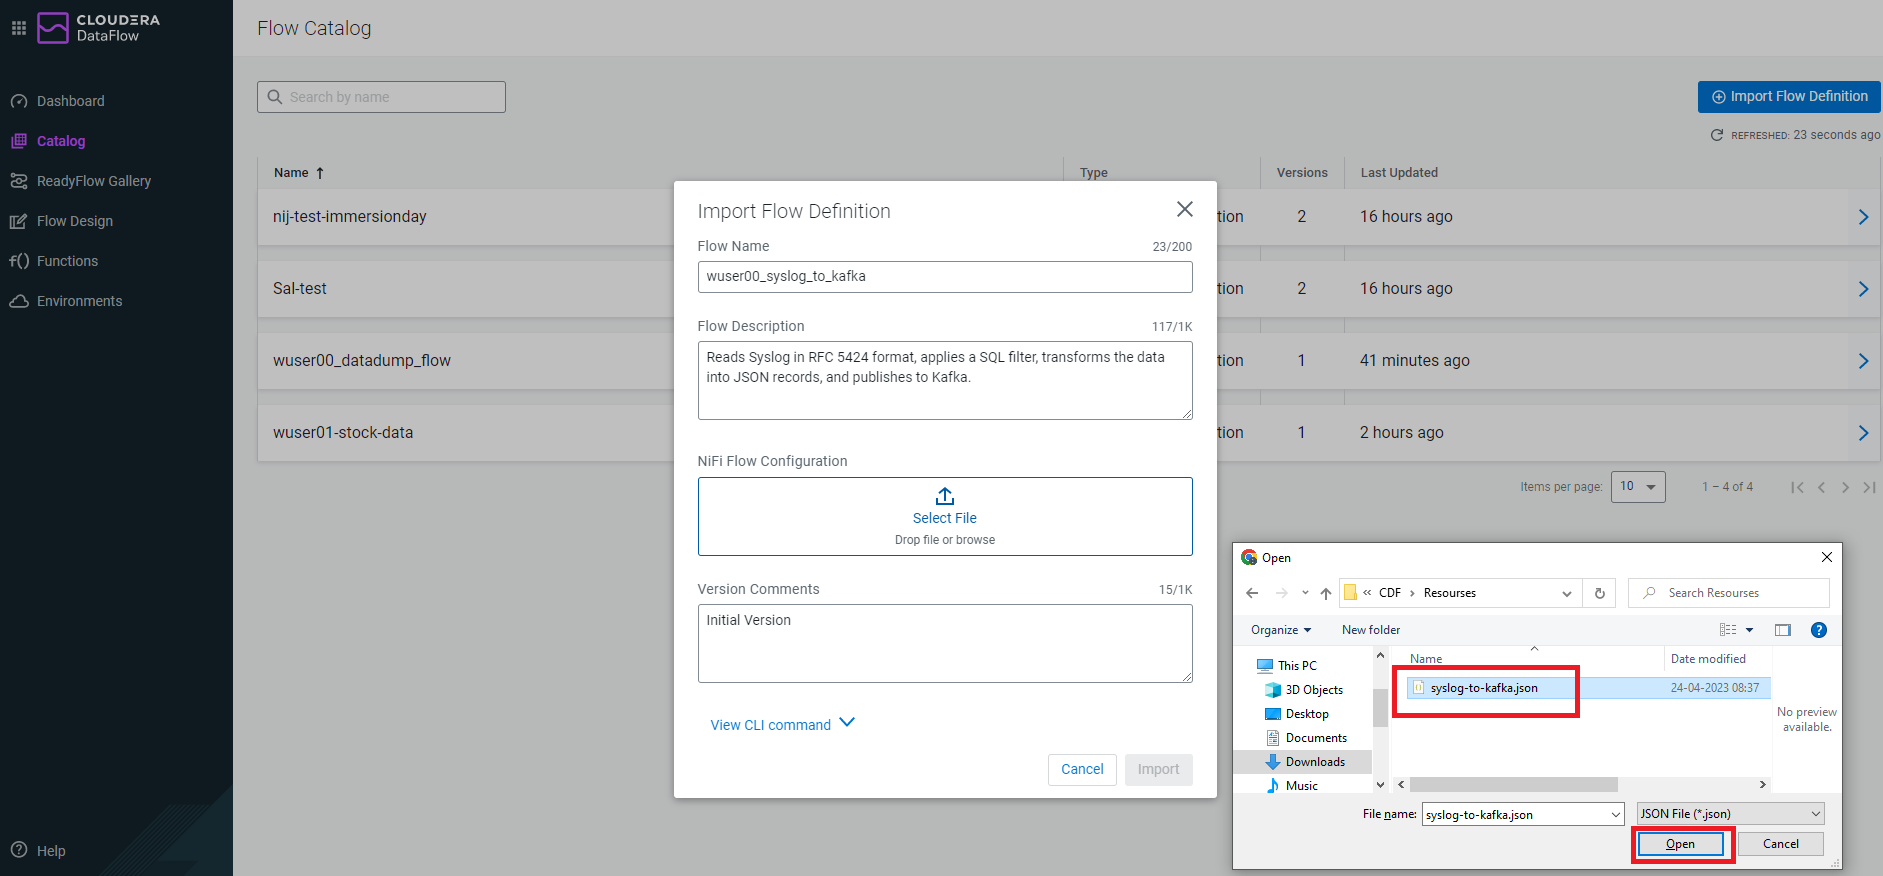 CLOUDERA
DataFlow
Dashboard
Catalog
ReadyFlow Gallery
Flow Design
f() Functions
Environments
Help
Flow Catalog
Search by name
Import Flow Definition
REFRESHED: 23 seconds ago
Name Type Versions Last Updated
nij-test-immersionday tion 2 16 hours ago
Sal-test tion 2 16 hours ago
wuser00_datadump_flow 1 41 minutes ago
wuser01-stock-data tion 1 2 hours ago
Items per page: 10 1 – 4 of 4
Import Flow Definition
Flow Name 23/200
wuser00_syslog_to_kafka
Flow Description 117/1K
Reads Syslog in RFC 5424 format, applies a SQL filter, transforms the data
into JSON records, and publishes to Kafka.
NiFi Flow Configuration
Select File
Drop file or browse
Version Comments 15/1K
Initial Version
View CLI command
Cancel Import
Open
« CDF › Resourses Search Resourses
Organize New folder
Name Date modified
This PC
3D Objects
Desktop
Documents
Downloads
Music
syslog-to-kafka.json 24-04-2023 08:37
No preview
available.
File name: syslog-to-kafka.json JSON File (*.json)
Open Cancel